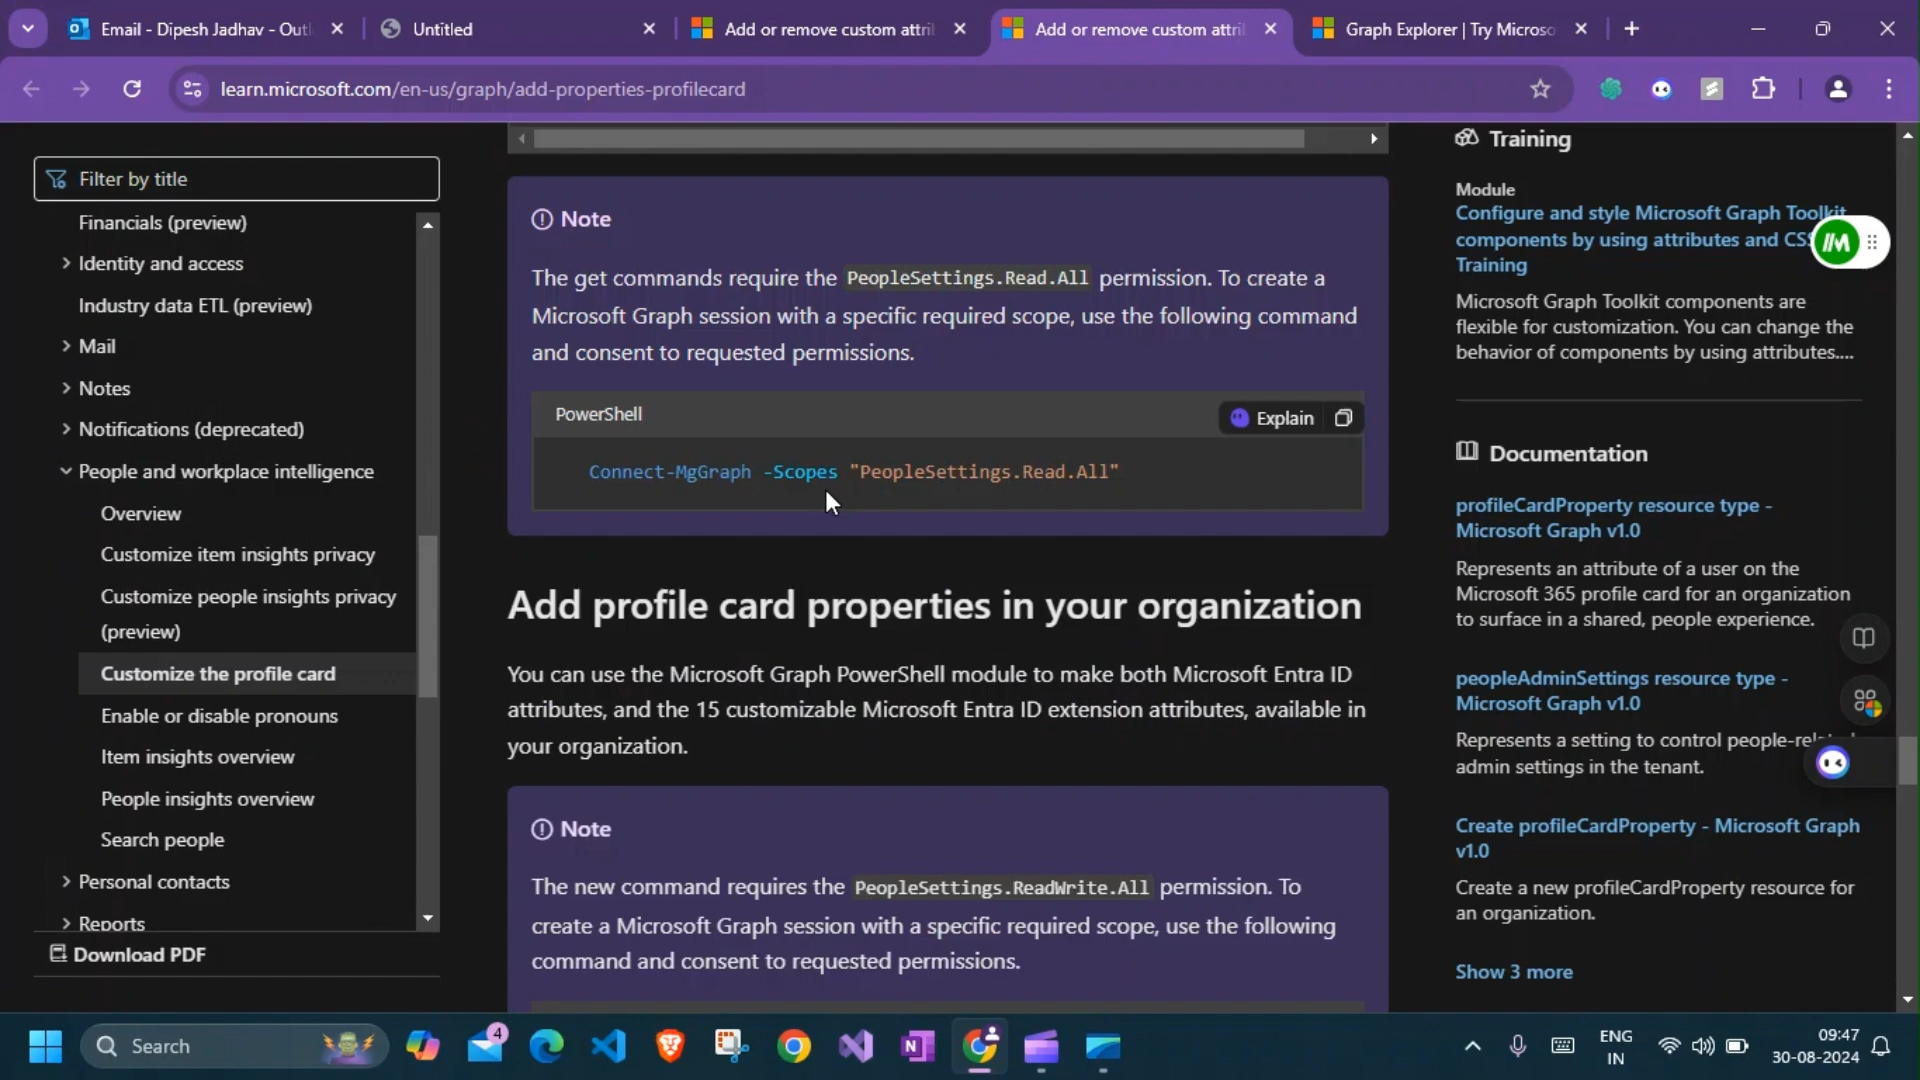 Email - Dipesh Jadhav - Outl
Untitled
Add or remove custom attri
Add or remove custom attri
Graph Explorer | Try Microso
learn.microsoft.com/en-us/graph/add-properties-profilecard
Filter by title
Financials (preview)
Identity and access
Industry data ETL (preview)
Mail
Notes
Notifications (deprecated)
People and workplace intelligence
Overview
Customize item insights privacy
Customize people insights privacy
(preview)
Customize the profile card
Enable or disable pronouns
Item insights overview
People insights overview
Search people
Personal contacts
Reports
Download PDF
Note
The get commands require the PeopleSettings.Read.All permission. To create a
Microsoft Graph session with a specific required scope, use the following command
and consent to requested permissions.
PowerShell
Explain
Connect-MgGraph -Scopes "PeopleSettings.Read.All"
Add profile card properties in your organization
You can use the Microsoft Graph PowerShell module to make both Microsoft Entra ID
attributes, and the 15 customizable Microsoft Entra ID extension attributes, available in
your organization.
Note
The new command requires the PeopleSettings.ReadWrite.All permission. To
create a Microsoft Graph session with a specific required scope, use the following
command and consent to requested permissions.
Training
Module
Configure and style Microsoft Graph Toolkit
components by using attributes and CSS
Training
Microsoft Graph Toolkit components are
flexible for customization. You can change the
behavior of components by using attributes....
Documentation
profileCardProperty resource type -
Microsoft Graph v1.0
Represents an attribute of a user on the
Microsoft 365 profile card for an organization
to surface in a shared, people experience.
peopleAdminSettings resource type -
Microsoft Graph v1.0
Represents a setting to control people-related
admin settings in the tenant.
Create profileCardProperty - Microsoft Graph
v1.0
Create a new profileCardProperty resource for
an organization.
Show 3 more
Search
4
ENG
IN
09:47
30-08-2024